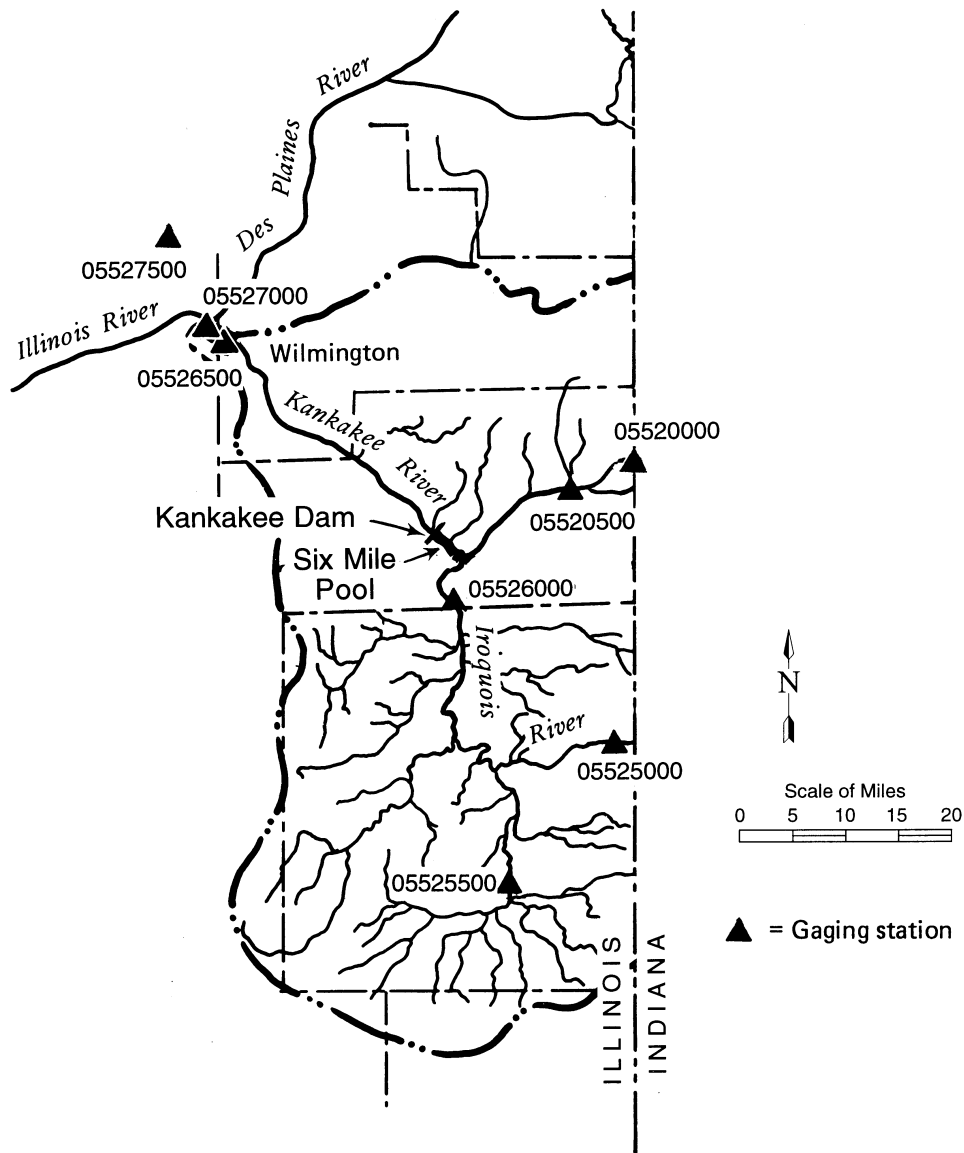 River
Plaines
Des
05527500
05527000
Illinois River
Wilmington
05526500
Kankakee
River
05520000
Kankakee Dam
05520500
Six Mile
Pool
05526000
Iroquois
River
05525000
N
Scale of Miles
0 5 10 15 20
05525500
= Gaging station
ILLINOIS
INDIANA